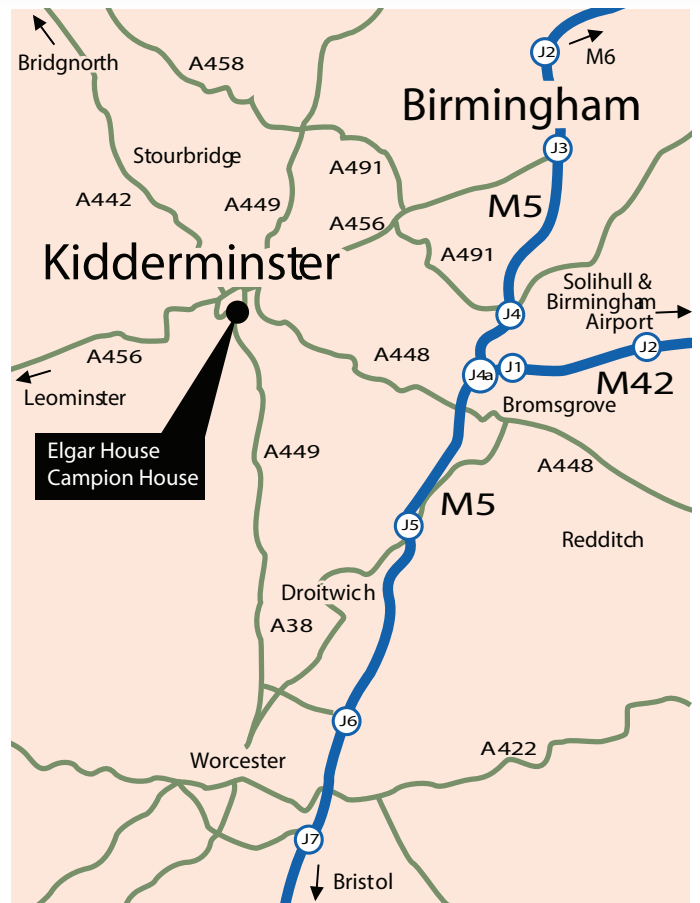 J2
M6
Bridgnorth
A458
Birmingham
J3
Stourbridge
A491
A442
A449
M5
A456
A491
Kidderminster
Solihull &
Birmingham
Airport
J4
J2
A448
A456
J1
J4a
M42
Leominster
Bromsgrove
Elgar House
Campion House
A449
A448
M5
J5
Redditch
Droitwich
A38
J6
A422
Worcester
J7
Bristol